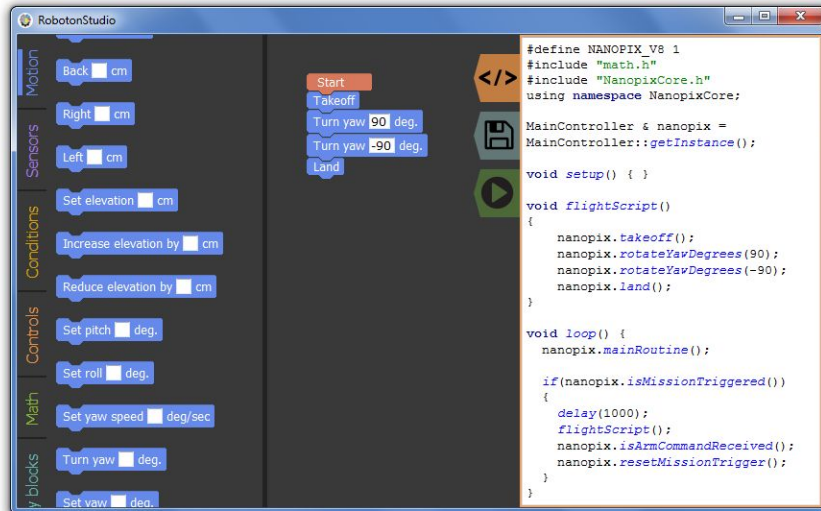 RobotonStudio
Motion
Sensors
Conditions
Controls
Math
y blocks
Back cm
Right cm
Left cm
Set elevation cm
Increase elevation by cm
Reduce elevation by cm
Set pitch deg.
Set roll deg.
Set yaw speed deg/sec
Turn yaw deg.
Set yaw deg.
Start
Takeoff
Turn yaw 90 deg.
Turn yaw -90 deg.
Land
</>
#define NANOPIX_V8 1
#include "math.h"
#include "NanopixCore.h"
using namespace NanopixCore;
MainController & nanopix =
MainController::getInstance();
void setup() { }
void flightScript()
{
nanopix.takeoff();
nanopix.rotateYawDegrees(90);
nanopix.rotateYawDegrees(-90);
nanopix.land();
}
void loop() {
nanopix.mainRoutine();
if(nanopix.isMissionTriggered())
{
delay(1000);
flightScript();
nanopix.isArmCommandReceived();
nanopix.resetMissionTrigger();
}
}